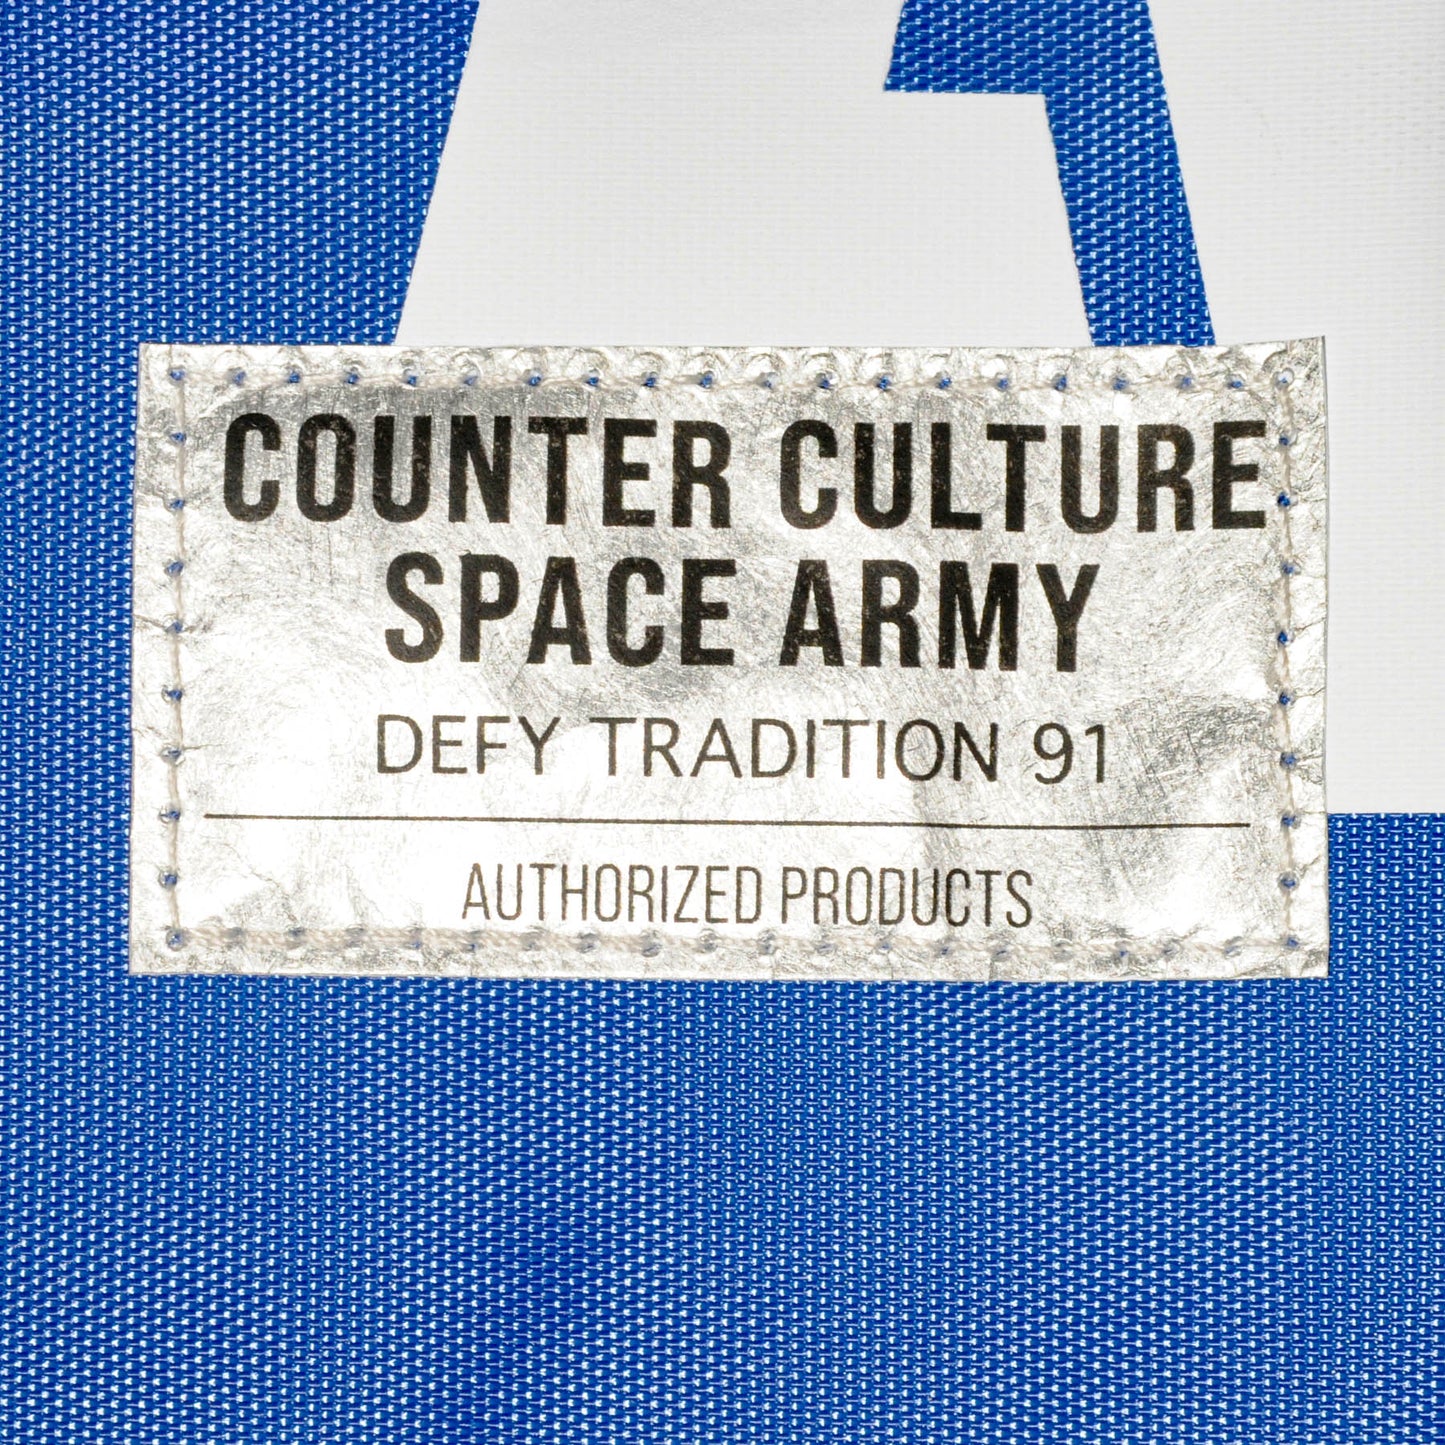 COUNTER CULTURE
SPACE ARMY
DEFY TRADITION 91
AUTHORIZED PRODUCTS